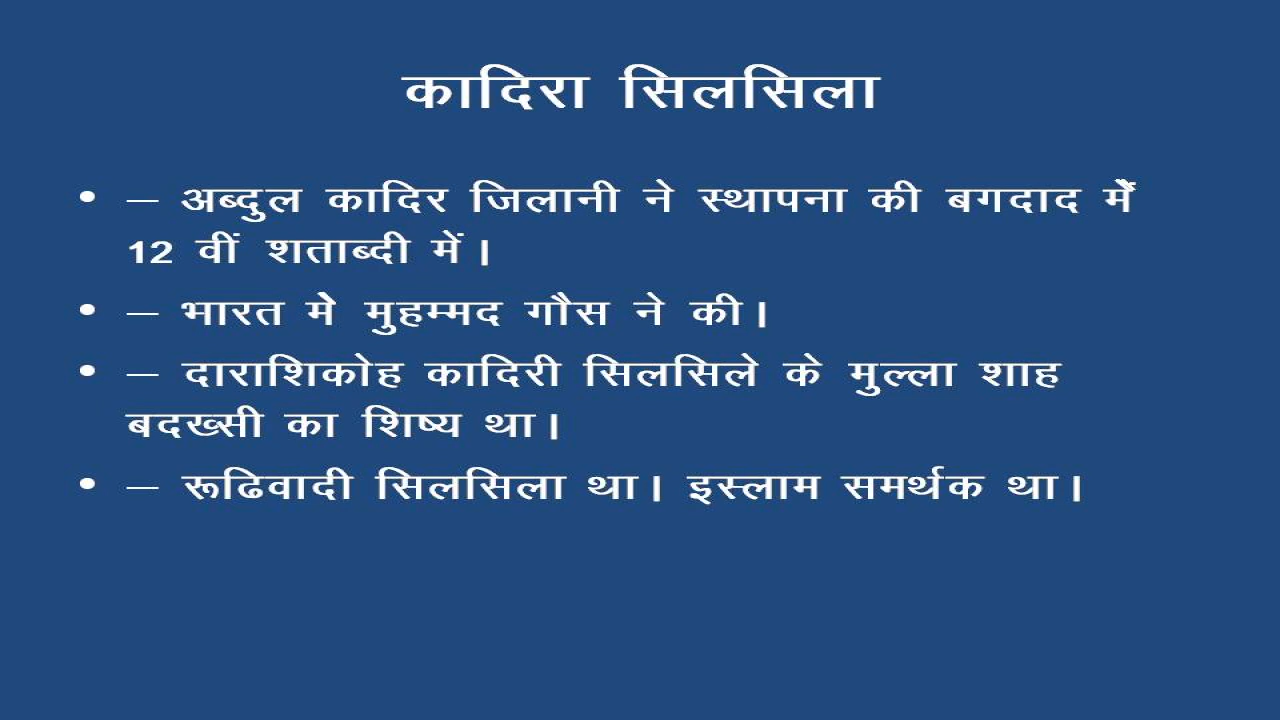 कादिरा सिलसिला
• – अब्दुल कादिर जिलानी ने स्थापना की बगदाद में
12 वीं शताब्दी में।
• – भारत मे मुहम्मद गौस ने की।
• – दाराशिकोह कादिरी सिलसिले के मुल्ला शाह
बदख्सी का शिष्य था।
• – रूढिवादी सिलसिला था। इस्लाम समर्थक था।